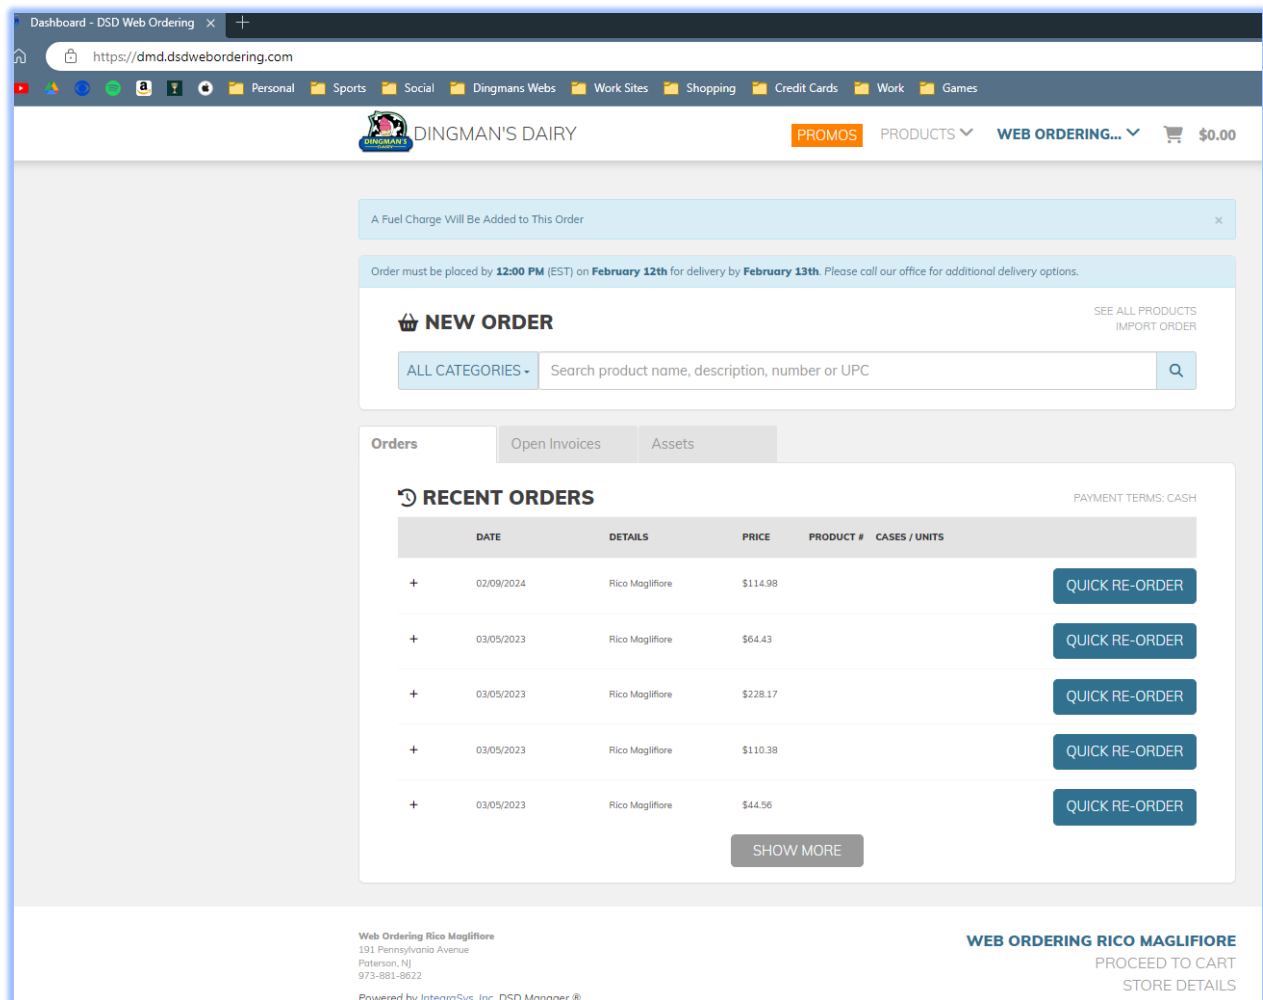 Dashboard - DSD Web Ordering
https://dmd.dsdwebordering.com
Personal Sports Social Dingmans Webs Work Sites Shopping Credit Cards Work Games
DINGMAN'S DAIRY DINGMAN'S DAIRY PROMOS PRODUCTS WEB ORDERING... $0.00
A Fuel Charge Will Be Added to This Order ×
Order must be placed by 12:00 PM (EST) on February 12th for delivery by February 13th. Please call our office for additional delivery options.
NEW ORDER
SEE ALL PRODUCTS
IMPORT ORDER
ALL CATEGORIES Search product name, description, number or UPC
Orders Open Invoices Assets
RECENT ORDERS PAYMENT TERMS: CASH
DATE DETAILS PRICE PRODUCT # CASES / UNITS
+ 02/09/2024 Rico Maglifiore $114.98 QUICK RE-ORDER
+ 03/05/2023 Rico Maglifiore $64.43 QUICK RE-ORDER
+ 03/05/2023 Rico Maglifiore $228.17 QUICK RE-ORDER
+ 03/05/2023 Rico Maglifiore $110.38 QUICK RE-ORDER
+ 03/05/2023 Rico Maglifiore $44.56 QUICK RE-ORDER
SHOW MORE
Web Ordering Rico Maglifiore
191 Pennsylvania Avenue
Paterson, NJ
973-881-8622
Powered by IntegraSys, Inc. DSD Manager ®
WEB ORDERING RICO MAGLIFIORE
PROCEED TO CART
STORE DETAILS